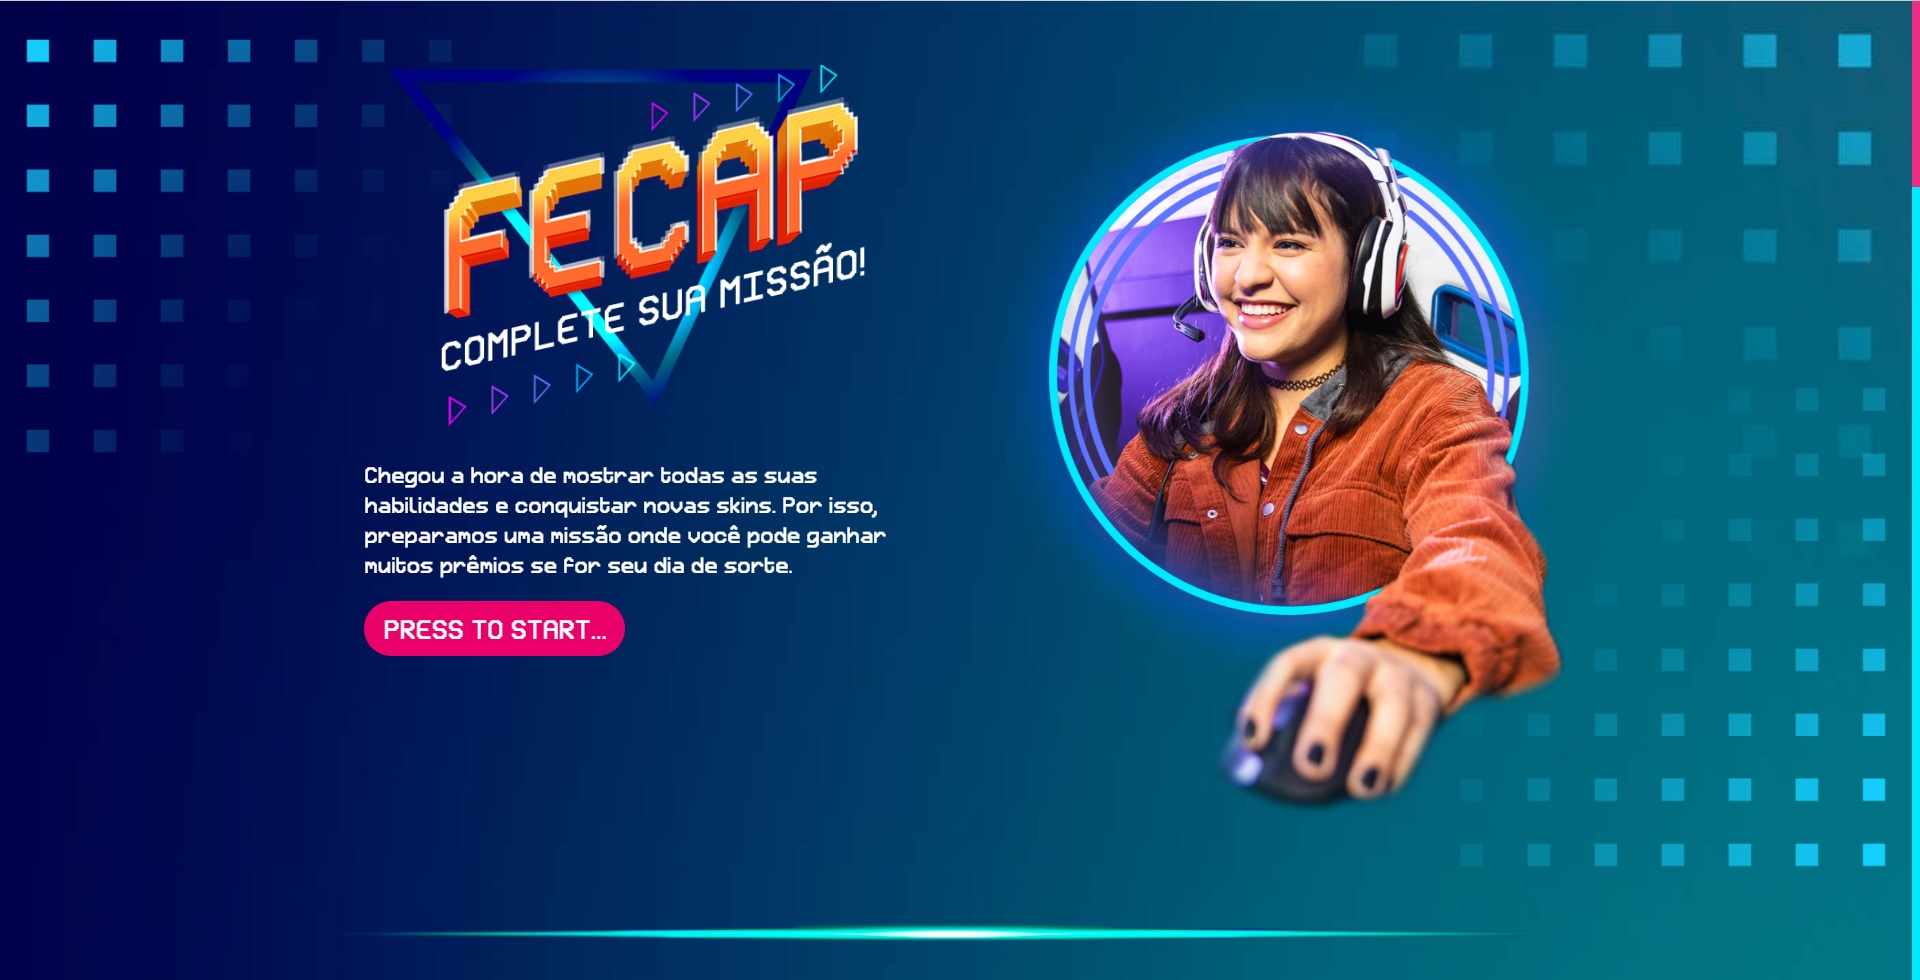 FECAP
COMPLETE SUA MISSÃO!
Chegou a hora de mostrar todas as suas
habilidades e conquistar novas skins. Por isso,
preparamos uma missão onde você pode ganhar
muitos prêmios se for seu dia de sorte.
PRESS TO START...